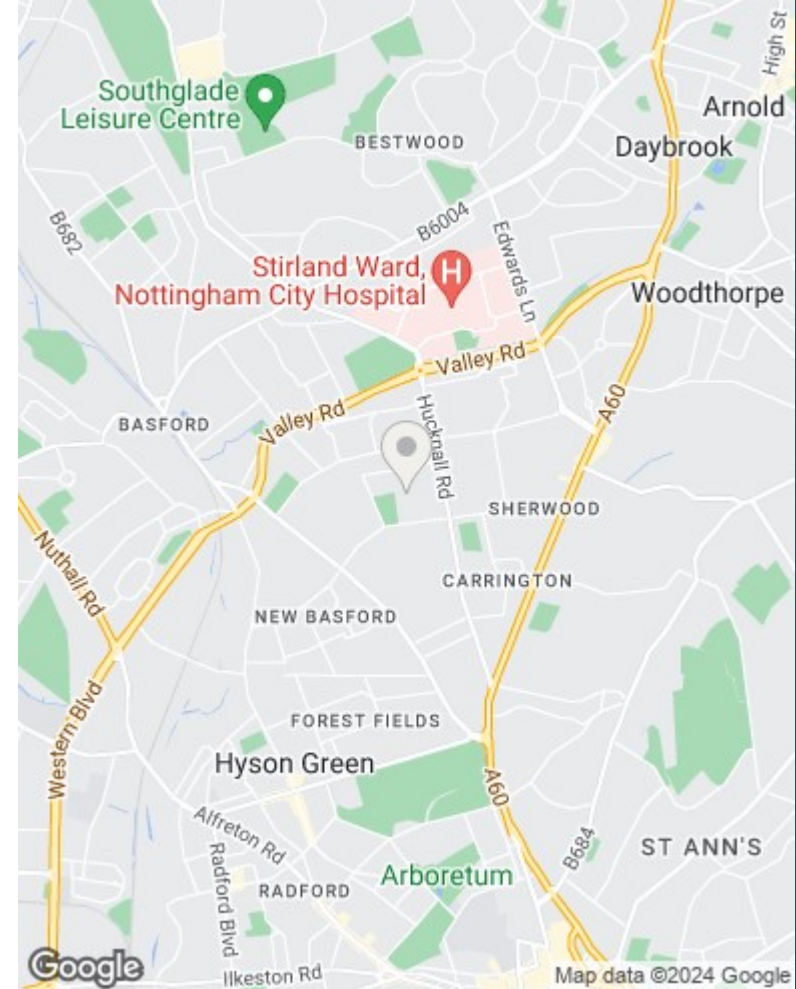 High St
Southglade
Leisure Centre
Arnold
BESTWOOD
Daybrook
B682
B6004
Edwards Ln
Stirland Ward,
Nottingham City Hospital
H
Woodthorpe
Valley Rd
A60
Valley Rd
Hucknall Rd
BASFORD
SHERWOOD
Nuthall Rd
CARRINGTON
NEW BASFORD
Western Blvd
FOREST FIELDS
Hyson Green
A60
Alfreton Rd
B684
ST ANN'S
Radford Blvd
Arboretum
RADFORD
Google
Ilkeston Rd
Map data ©2024 Google